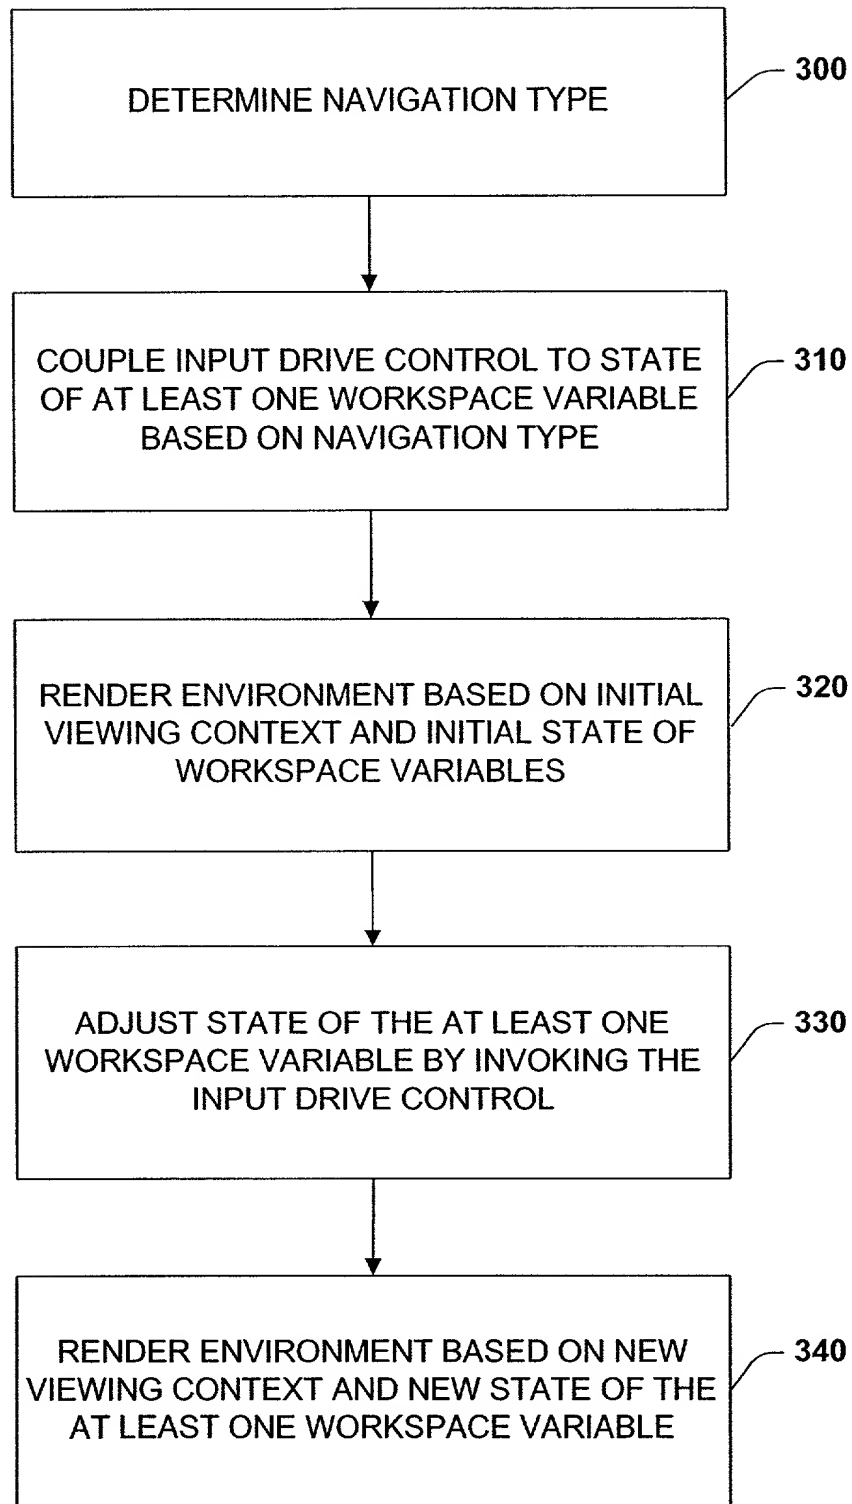 DETERMINE NAVIGATION TYPE
300
COUPLE INPUT DRIVE CONTROL TO STATE
OF AT LEAST ONE WORKSPACE VARIABLE
BASED ON NAVIGATION TYPE
310
RENDER ENVIRONMENT BASED ON INITIAL
VIEWING CONTEXT AND INITIAL STATE OF
WORKSPACE VARIABLES
320
ADJUST STATE OF THE AT LEAST ONE
WORKSPACE VARIABLE BY INVOKING THE
INPUT DRIVE CONTROL
330
RENDER ENVIRONMENT BASED ON NEW
VIEWING CONTEXT AND NEW STATE OF THE
AT LEAST ONE WORKSPACE VARIABLE
340